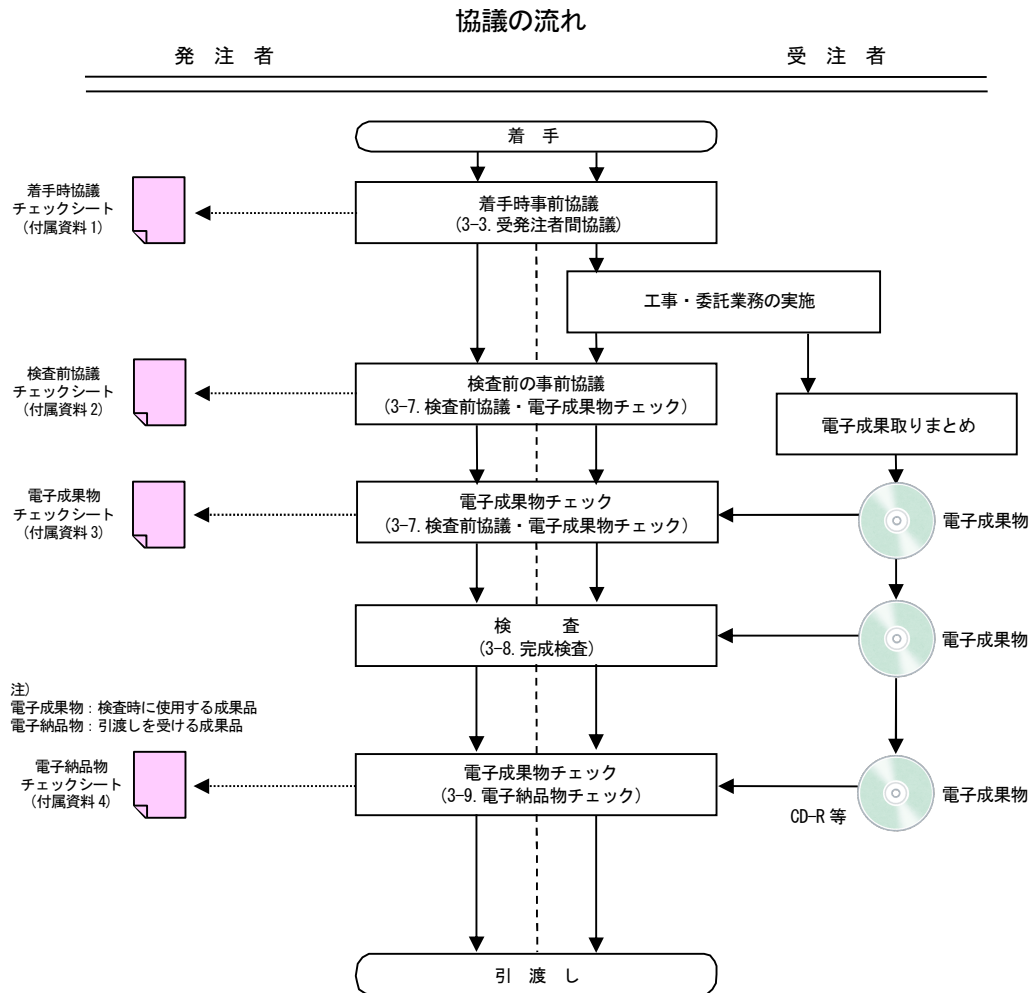 協議の流れ
発 注 者
受 注 者
着 手
着手時協議
チェックシート
(付属資料1)
着手時事前協議
(3-3.受発注者間協議)
工事・委託業務の実施
検査前協議
チェックシート
(付属資料2)
検査前の事前協議
(3-7.検査前協議・電子成果物チェック)
電子成果取りまとめ
電子成果物
チェックシート
(付属資料3)
電子成果物チェック
(3-7.検査前協議・電子成果物チェック)
電子成果物
検 査
(3-8.完成検査)
電子成果物
注)
電子成果物：検査時に使用する成果品
電子納品物：引渡しを受ける成果品
電子納品物
チェックシート
(付属資料4)
電子成果物チェック
(3-9.電子納品物チェック)
電子成果物
CD-R 等
引 渡 し